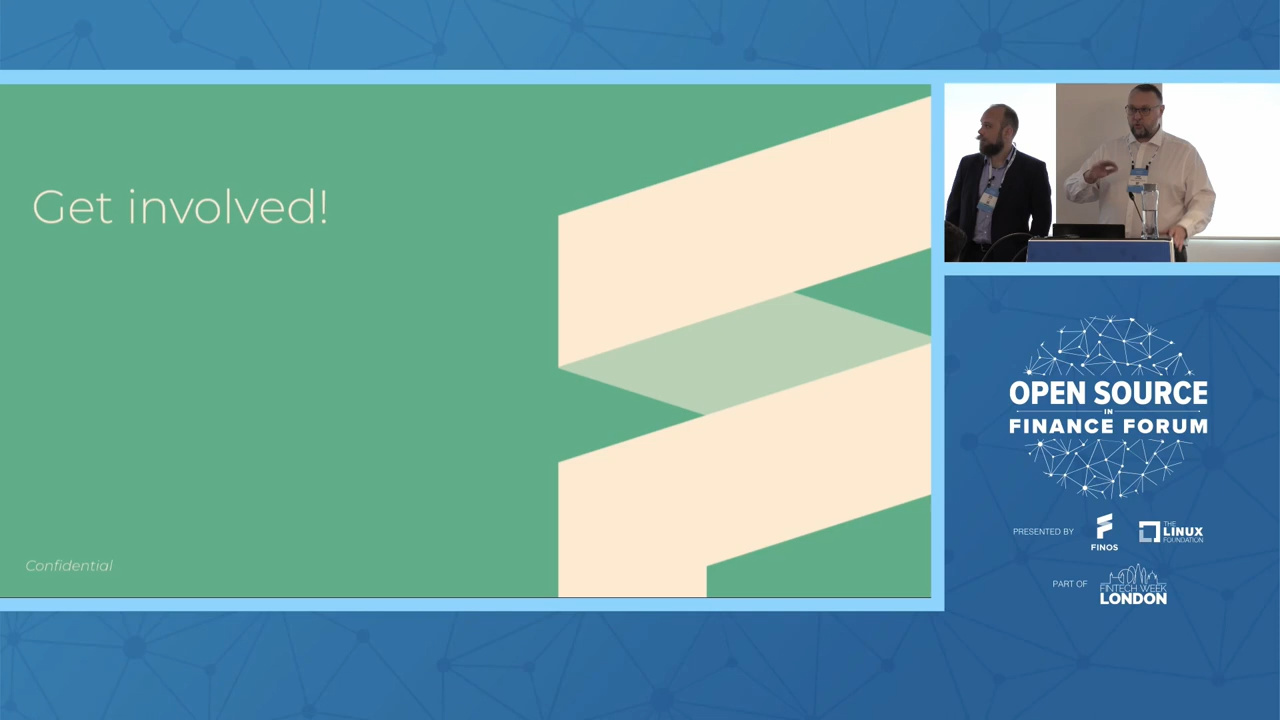 Get involved!
Confidential
OPEN SOURCE
IN
FINANCE FORUM
PRESENTED BY
FINOS
THE
LINUX
FOUNDATION
PART OF
FINTECH WEEK
LONDON